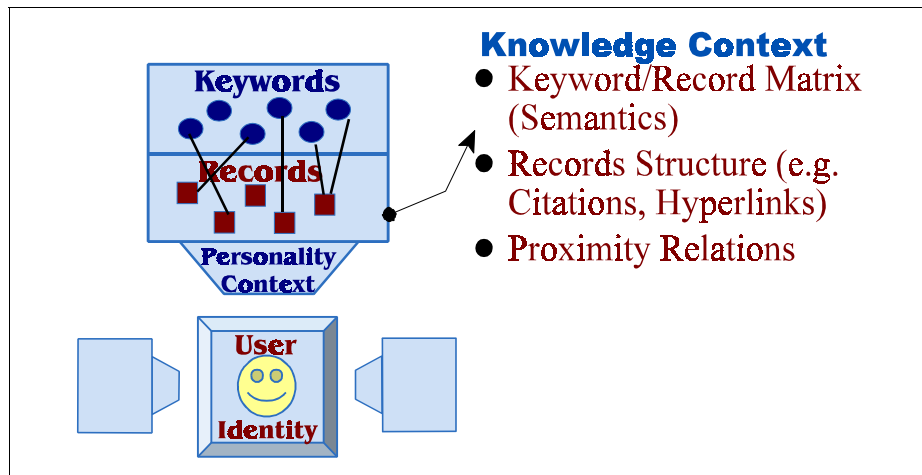 Knowledge Context
Keywords
● Keyword/Record Matrix
(Semantics)
Records
● Records Structure (e.g.
Citations, Hyperlinks)
● Proximity Relations
Personality
Context
User
Identity